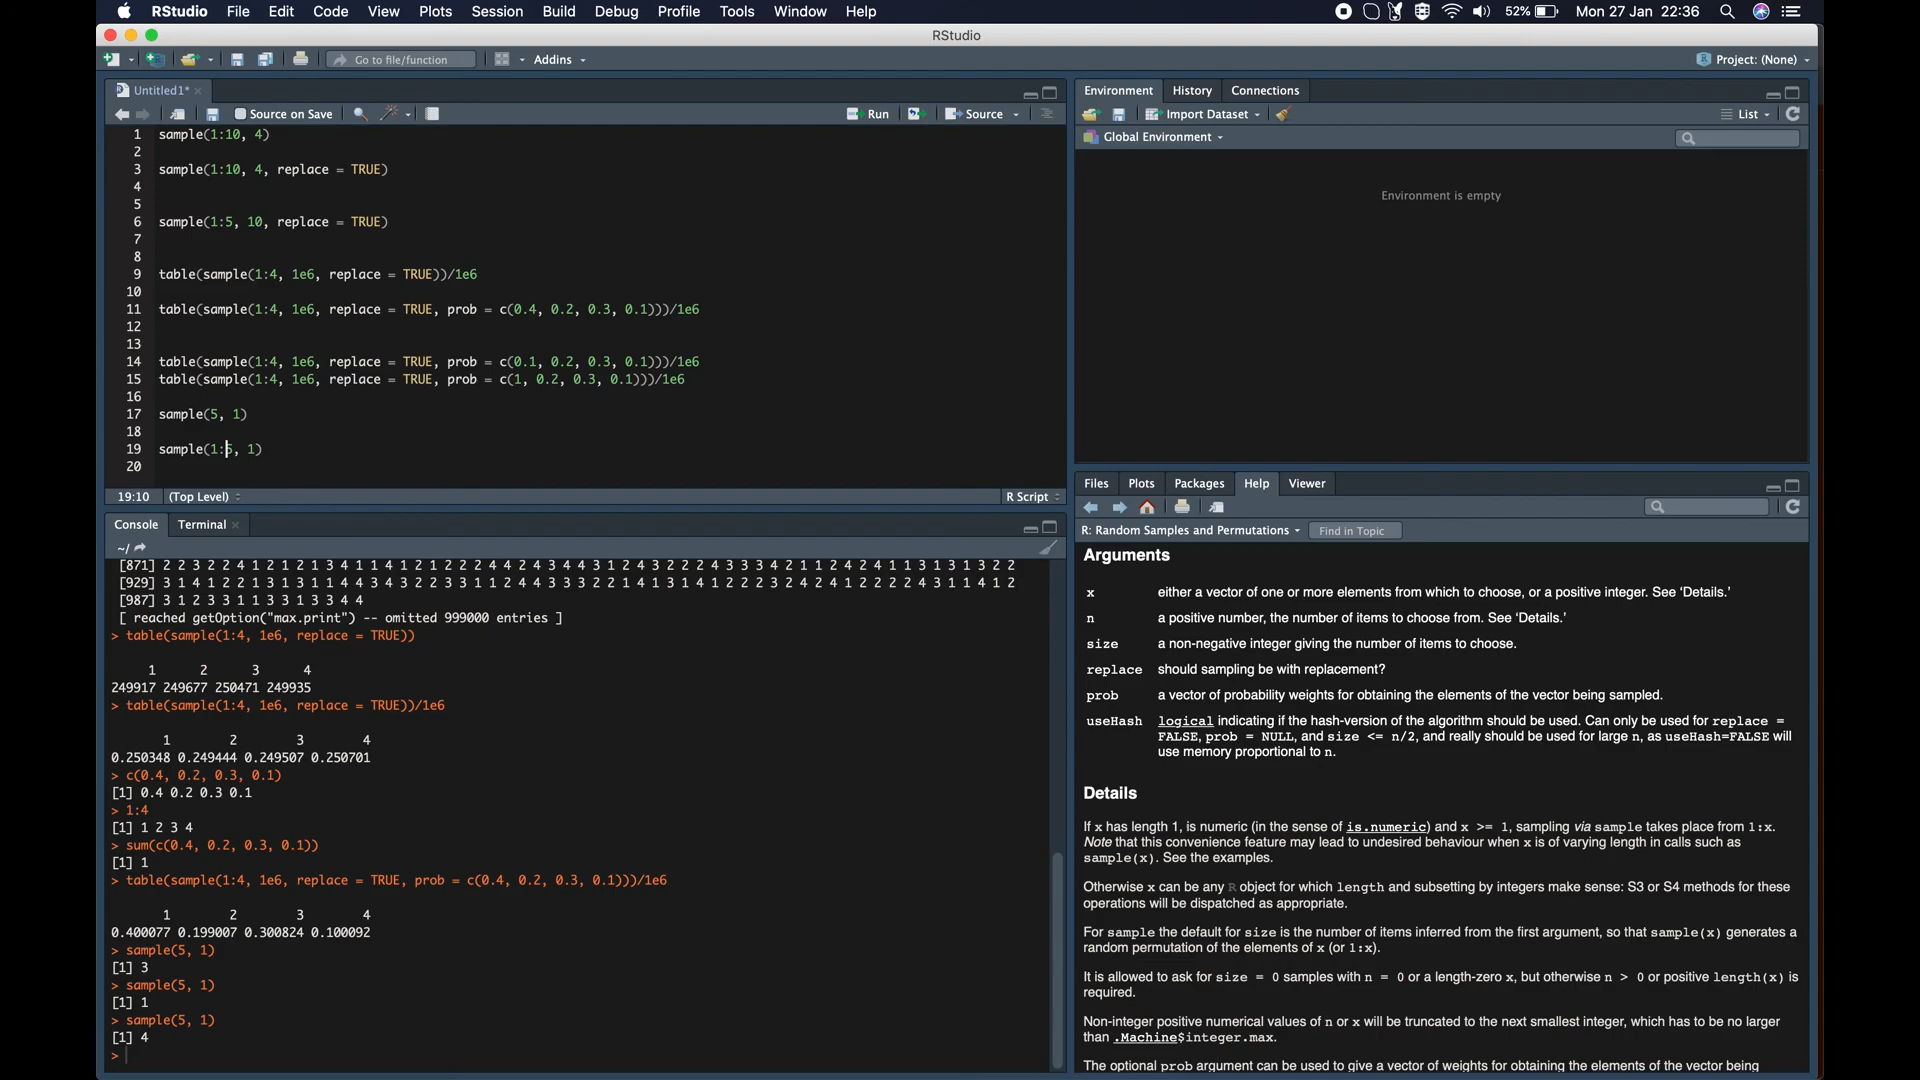 RStudio File Edit Code View Plots Session Build Debug Profile Tools Window Help 52% Mon 27 Jan 22:36
RStudio
Go to file/function Addins Project: (None)
Untitled1*
Source on Save Run Source
1 sample(1:10, 4)
2
3 sample(1:10, 4, replace = TRUE)
4
5
6 sample(1:5, 10, replace = TRUE)
7
8
9 table(sample(1:4, 1e6, replace = TRUE))/1e6
10
11 table(sample(1:4, 1e6, replace = TRUE, prob = c(0.4, 0.2, 0.3, 0.1)))/1e6
12
13
14 table(sample(1:4, 1e6, replace = TRUE, prob = c(0.1, 0.2, 0.3, 0.1)))/1e6
15 table(sample(1:4, 1e6, replace = TRUE, prob = c(1, 0.2, 0.3, 0.1)))/1e6
16
17 sample(5, 1)
18
19 sample(1:5, 1)
20
19:10 (Top Level) R Script
Console Terminal
~/
[871] 2 2 3 2 2 4 1 2 1 2 1 3 4 1 1 4 1 2 1 2 2 2 4 4 2 4 3 4 4 3 1 2 4 3 2 2 2 4 3 3 3 4 2 1 1 2 4 2 4 1 1 3 1 3 1 3 2 2
[929] 3 1 4 1 2 2 1 3 1 1 4 4 3 4 3 2 2 3 3 1 1 2 4 4 3 3 3 2 2 1 4 1 3 1 4 1 2 2 2 3 2 4 2 4 1 2 2 2 2 4 3 1 1 4 1 2
[987] 3 1 2 3 3 1 1 3 3 1 3 3 4 4
[ reached getOption("max.print") -- omitted 999000 entries ]
> table(sample(1:4, 1e6, replace = TRUE))
1 2 3 4
249917 249677 250471 249935
> table(sample(1:4, 1e6, replace = TRUE))/1e6
1 2 3 4
0.250348 0.249444 0.249507 0.250701
> c(0.4, 0.2, 0.3, 0.1)
[1] 0.4 0.2 0.3 0.1
> 1:4
[1] 1 2 3 4
> sum(c(0.4, 0.2, 0.3, 0.1))
[1] 1
> table(sample(1:4, 1e6, replace = TRUE, prob = c(0.4, 0.2, 0.3, 0.1)))/1e6
1 2 3 4
0.400077 0.199007 0.300824 0.100092
> sample(5, 1)
[1] 3
> sample(5, 1)
[1] 1
> sample(5, 1)
[1] 4
>
Environment History Connections
Import Dataset List
Global Environment
Environment is empty
Files Plots Packages Help Viewer
R: Random Samples and Permutations Find in Topic
Arguments
x either a vector of one or more elements from which to choose, or a positive integer. See ‘Details.’
n a positive number, the number of items to choose from. See ‘Details.’
size a non-negative integer giving the number of items to choose.
replace should sampling be with replacement?
prob a vector of probability weights for obtaining the elements of the vector being sampled.
useHash logical indicating if the hash-version of the algorithm should be used. Can only be used for replace =
FALSE, prob = NULL, and size <= n/2, and really should be used for large n, as useHash=FALSE will
use memory proportional to n.
Details
If x has length 1, is numeric (in the sense of is.numeric) and x >= 1, sampling via sample takes place from 1:x.
Note that this convenience feature may lead to undesired behaviour when x is of varying length in calls such as
sample(x). See the examples.
Otherwise x can be any R object for which length and subsetting by integers make sense: S3 or S4 methods for these
operations will be dispatched as appropriate.
For sample the default for size is the number of items inferred from the first argument, so that sample(x) generates a
random permutation of the elements of x (or 1:x).
It is allowed to ask for size = 0 samples with n = 0 or a length-zero x, but otherwise n > 0 or positive length(x) is
required.
Non-integer positive numerical values of n or x will be truncated to the next smallest integer, which has to be no larger
than .Machine$integer.max.
The optional prob argument can be used to give a vector of weights for obtaining the elements of the vector being